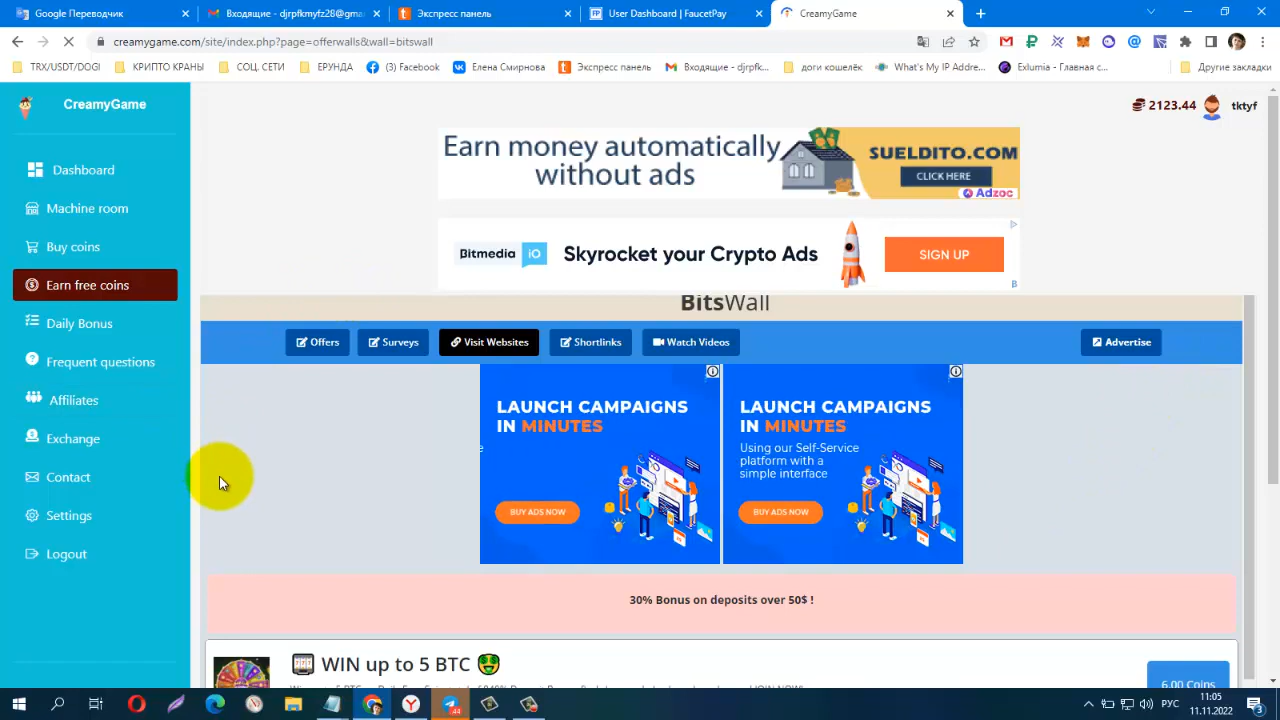 Google Переводчик
Входящие - djrpfkmyfz28@gma
Экспресс панель
User Dashboard | FaucetPay
CreamyGame
creamygame.com/site/index.php?page=offerwalls&wall=bitswall
TRX/USDT/DOGI
КРИПТО КРАНЫ
СОЦ. СЕТИ
ЕРУНДА
(3) Facebook
Елена Смирнова
Экспресс панель
Входящие - djrpfk...
доги кошелёк
What's My IP Addre...
Exlumia - Главная с...
Другие закладки
CreamyGame
2123.44
tktyf
Dashboard
Machine room
Buy coins
Earn free coins
Daily Bonus
Frequent questions
Affiliates
Exchange
Contact
Settings
Logout
Earn money automatically
without ads
SUELDITO.COM
CLICK HERE
Adzoc
Bitmedia IO
Skyrocket your Crypto Ads
SIGN UP
BitsWall
Offers
Surveys
Visit Websites
Shortlinks
Watch Videos
Advertise
LAUNCH CAMPAIGNS
IN MINUTES
BUY ADS NOW
LAUNCH CAMPAIGNS
IN MINUTES
Using our Self-Service
platform with a
simple interface
BUY ADS NOW
30% Bonus on deposits over 50$ !
WIN up to 5 BTC
6.00 Coins
РУС
11:05
11.11.2022